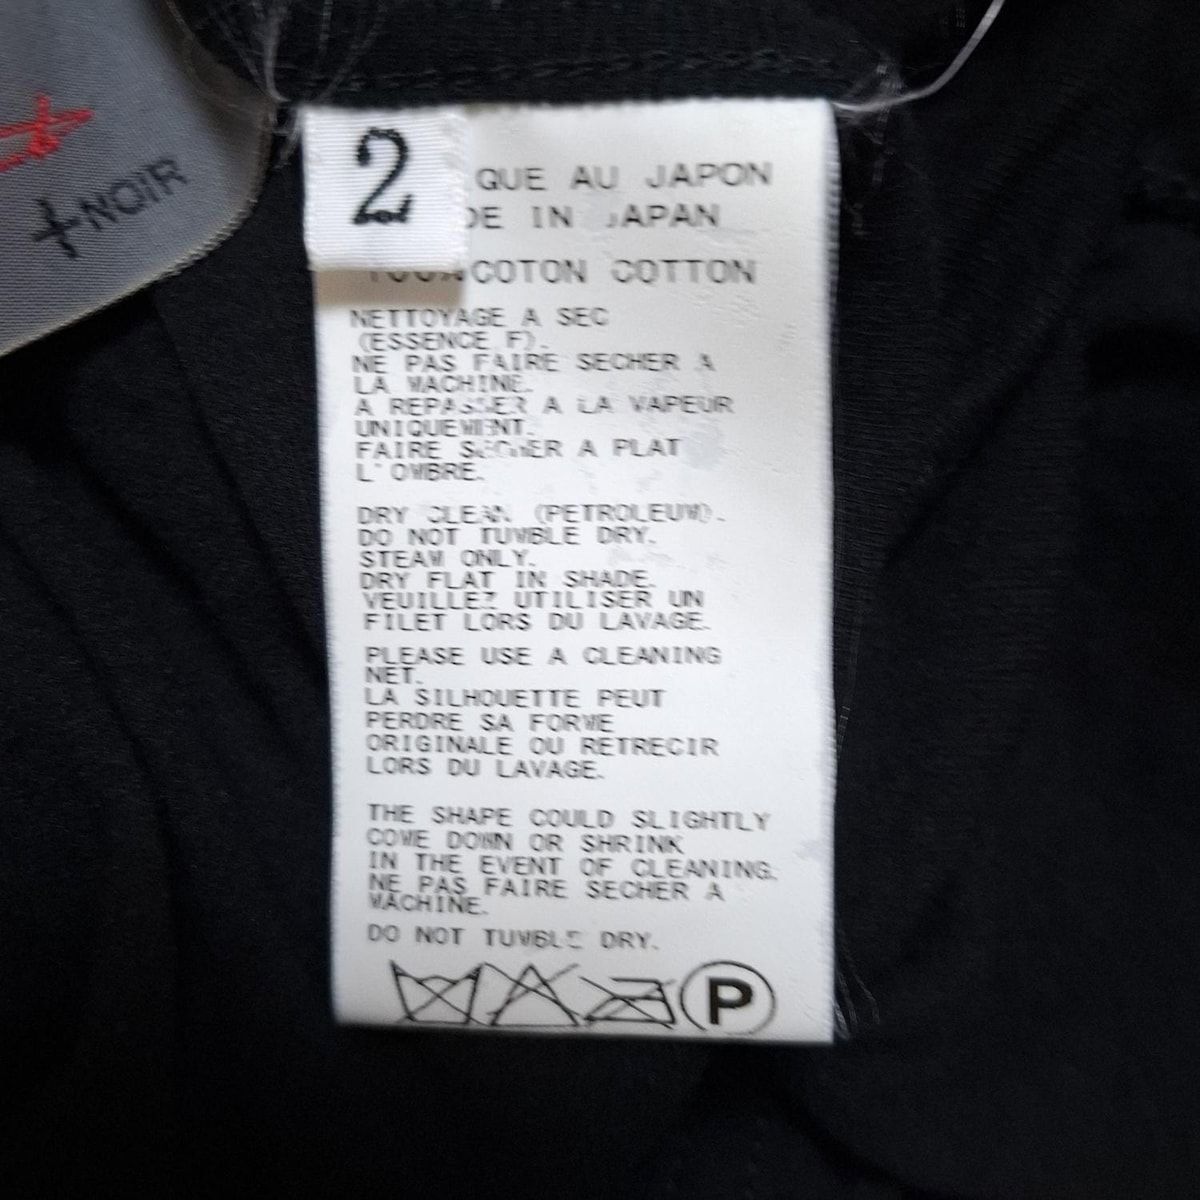 +NOIR
2
QUE AU JAPON
DE IN JAPAN
100% COTON COTTON
NETTOYAGE A SEC
(ESSENCE F).
NE PAS FAIRE SECHER A
LA MACHINE.
A REPASSER A LA VAPEUR
UNIQUEMENT.
FAIRE SECHER A PLAT
L'OMBRE.
DRY CLEAN (PETROLEUM).
DO NOT TUMBLE DRY.
STEAM ONLY.
DRY FLAT IN SHADE.
VEUILLEZ UTILISER UN
FILET LORS DU LAVAGE.
PLEASE USE A CLEANING
NET.
LA SILHOUETTE PEUT
PERDRE SA FORME
ORIGINALE OU RETRECIR
LORS DU LAVAGE.
THE SHAPE COULD SLIGHTLY
COME DOWN OR SHRINK
IN THE EVENT OF CLEANING.
NE PAS FAIRE SECHER A
MACHINE.
DO NOT TUMBLE DRY.
P